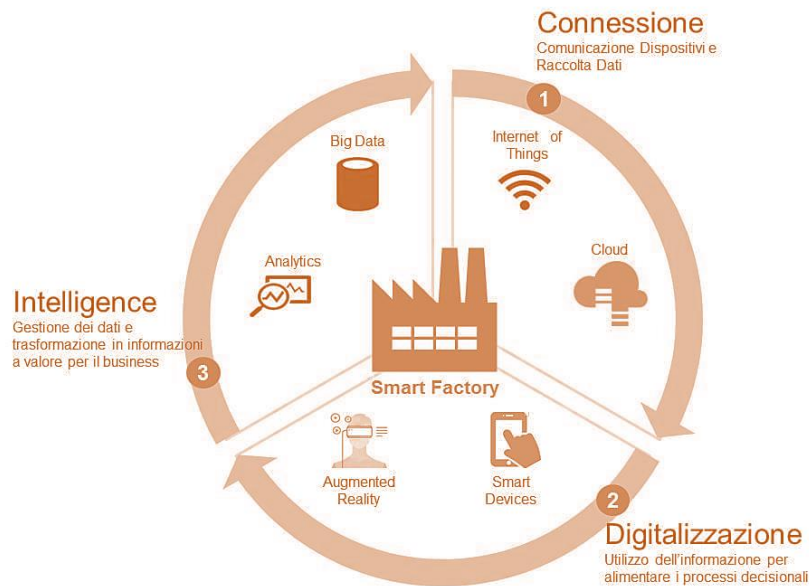 Connessione
Comunicazione Dispositivi e
Raccolta Dati
1
Internet of
Things
Cloud
Big Data
Analytics
Intelligence
Gestione dei dati e
trasformazione in informazioni
a valore per il business
3
Smart Factory
Augmented
Reality
Smart
Devices
2
Digitalizzazione
Utilizzo dell'informazione per
alimentare i processi decisionali